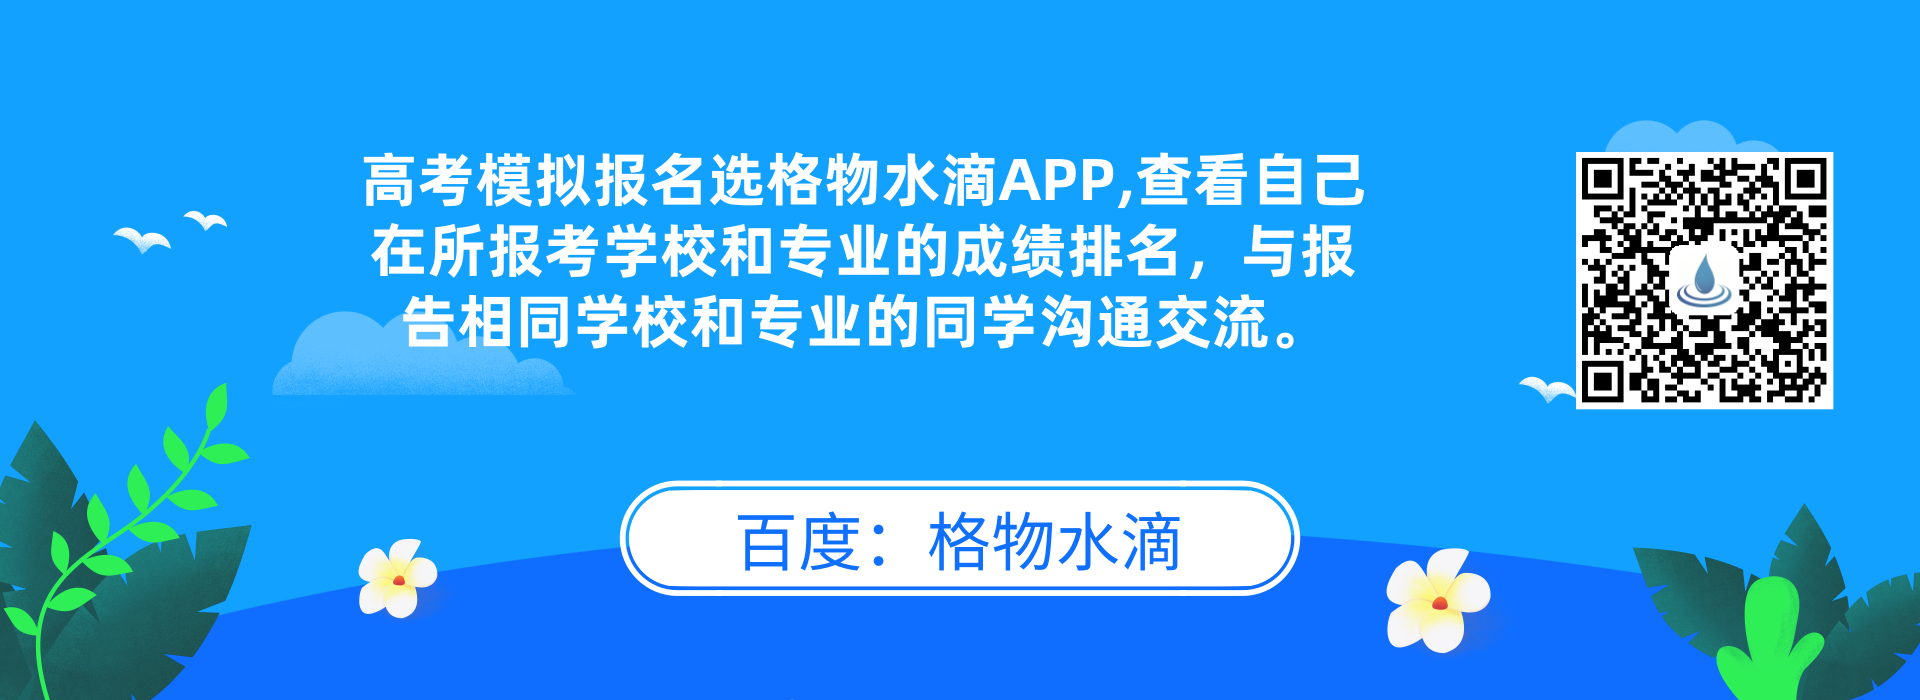 高考模拟报名选格物水滴APP,查看自己
在所报考学校和专业的成绩排名，与报
告相同学校和专业的同学沟通交流。
百度：格物水滴